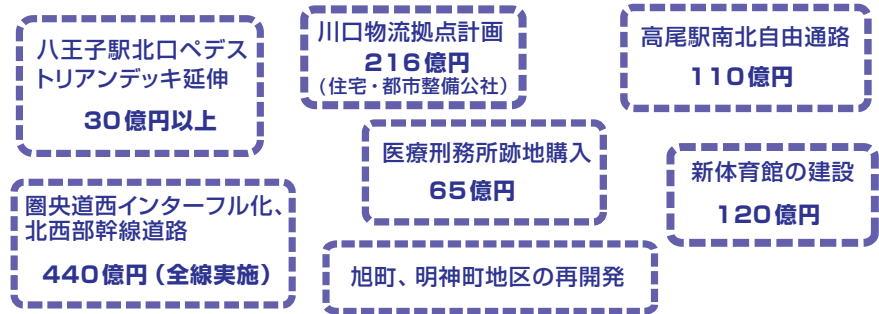 八王子駅北口ペデス
トリアンデッキ延伸
30億円以上
川口物流拠点計画
216億円
(住宅・都市整備公社)
高尾駅南北自由通路
110億円
医療刑務所跡地購入
65億円
新体育館の建設
120億円
圏央道西インターフル化、
北西部幹線道路
440億円(全線実施)
旭町、明神町地区の再開発